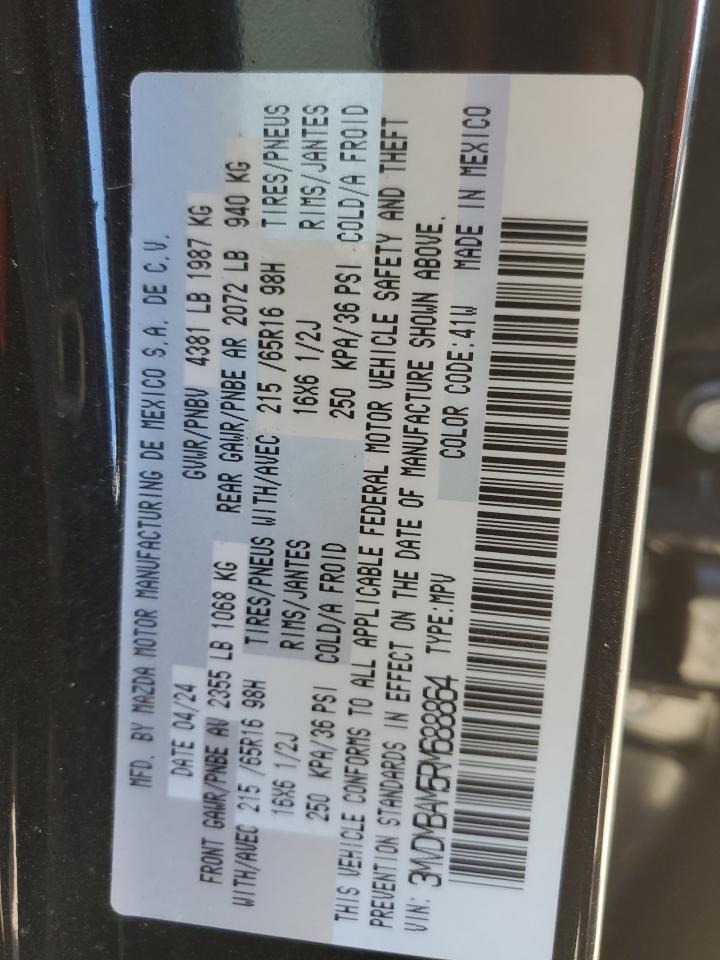 MFD. BY MAZDA MOTOR MANUFACTURING DE MEXICO S.A. DE C.V.
DATE 04/24 GVWR/PNBV 4381 LB 1987 KG
FRONT GAWR/PNBE AV 2355 LB 1068 KG REAR GAWR/PNBE AR 2072 LB 940 KG
WITH/AVEC 215 /65R16 98H TIRES/PNEUS WITH/AVEC 215 /65R16 98H TIRES/PNEUS
16X6 1/2J RIMS/JANTES 16X6 1/2J RIMS/JANTES
250 KPA/36 PSI COLD/A FROID 250 KPA/36 PSI COLD/A FROID
THIS VEHICLE CONFORMS TO ALL APPLICABLE FEDERAL MOTOR VEHICLE SAFETY AND THEFT
PREVENTION STANDARDS IN EFFECT ON THE DATE OF MANUFACTURE SHOWN ABOVE.
VIN: 3MVDMBAM5RM688864 TYPE:MPV COLOR CODE:41W MADE IN MEXICO